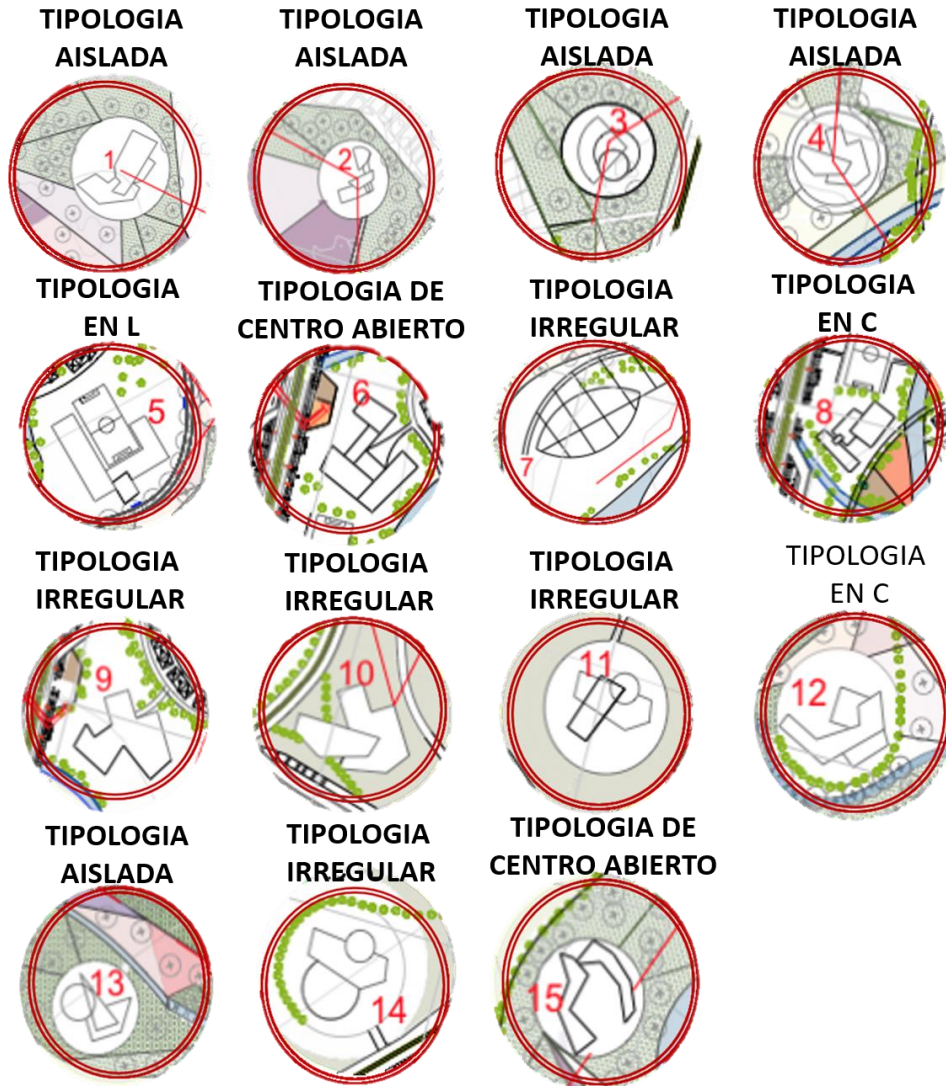 TIPOLOGIA
AISLADA
1
TIPOLOGIA
AISLADA
2
TIPOLOGIA
AISLADA
3
TIPOLOGIA
AISLADA
4
TIPOLOGIA
EN L
5
TIPOLOGIA DE
CENTRO ABIERTO
6
TIPOLOGIA
IRREGULAR
7
TIPOLOGIA
EN C
8
TIPOLOGIA
IRREGULAR
9
TIPOLOGIA
IRREGULAR
10
TIPOLOGIA
IRREGULAR
11
TIPOLOGIA
EN C
12
TIPOLOGIA
AISLADA
13
TIPOLOGIA
IRREGULAR
14
TIPOLOGIA DE
CENTRO ABIERTO
15